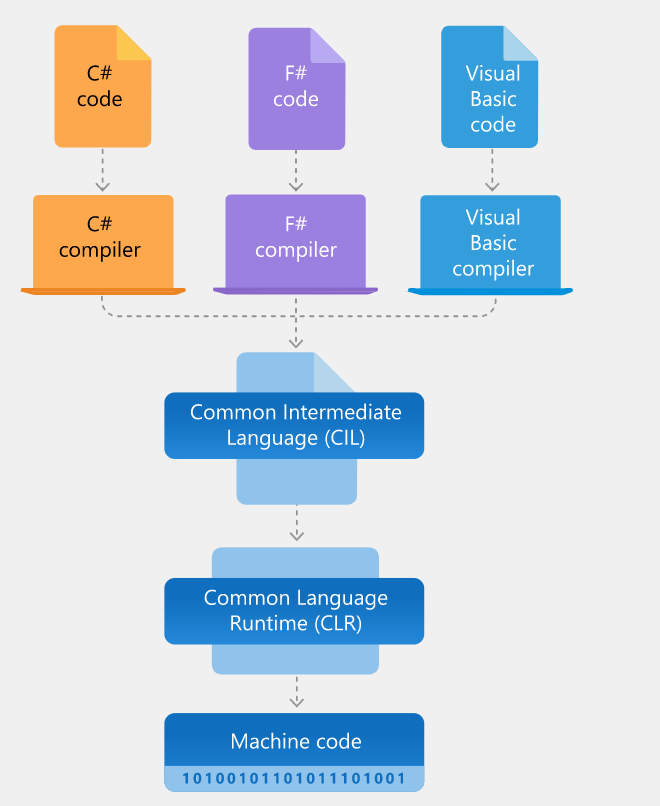 C#
code
F#
code
Visual
Basic
code
C#
compiler
F#
compiler
Visual
Basic
compiler
Common Intermediate
Language (CIL)
Common Language
Runtime (CLR)
Machine code
10100101101011101001